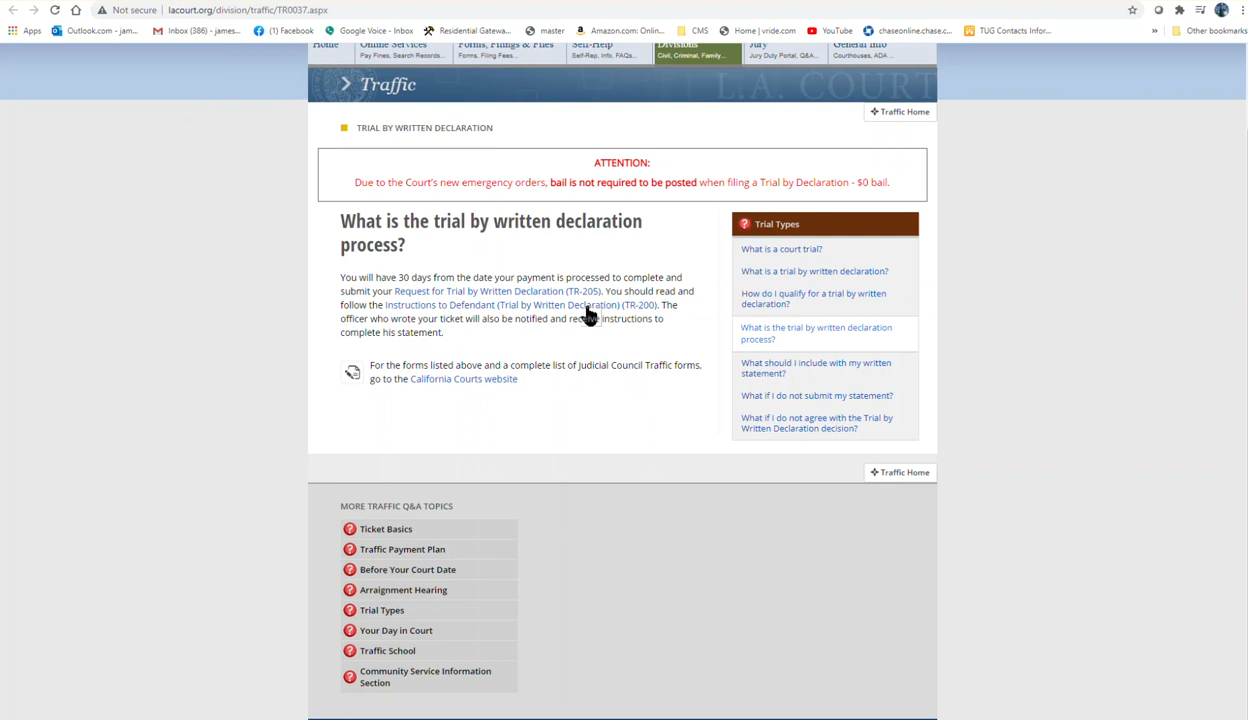 Not secure | lacourt.org/division/traffic/TR0037.aspx
Apps Outlook.com - jam... Inbox (386) - james... (1) Facebook Google Voice - Inbox Residential Gatewa... master Amazon.com: Onlin... CMS Home | vride.com YouTube chaseonline.chase.c... TUG Contacts Infor... » Other bookmarks
Home Online Services Forms, Filings & Files Self-Help Divisions Jury General Info
Pay Fines, Search Records... Forms, Filing Fees... Self-Rep, Info, FAQs... Civil, Criminal, Family... Jury Duty Portal, Q&A... Courthouses, ADA ...
Traffic
L.A. COURT
Traffic Home
TRIAL BY WRITTEN DECLARATION
ATTENTION:
Due to the Court's new emergency orders, bail is not required to be posted when filing a Trial by Declaration - $0 bail.
What is the trial by written declaration
process?
You will have 30 days from the date your payment is processed to complete and
submit your Request for Trial by Written Declaration (TR-205). You should read and
follow the Instructions to Defendant (Trial by Written Declaration) (TR-200). The
officer who wrote your ticket will also be notified and receive instructions to
complete his statement.
For the forms listed above and a complete list of Judicial Council Traffic forms,
go to the California Courts website
Trial Types
What is a court trial?
What is a trial by written declaration?
How do I qualify for a trial by written
declaration?
What is the trial by written declaration
process?
What should I include with my written
statement?
What if I do not submit my statement?
What if I do not agree with the Trial by
Written Declaration decision?
Traffic Home
MORE TRAFFIC Q&A TOPICS
Ticket Basics
Traffic Payment Plan
Before Your Court Date
Arraignment Hearing
Trial Types
Your Day in Court
Traffic School
Community Service Information
Section